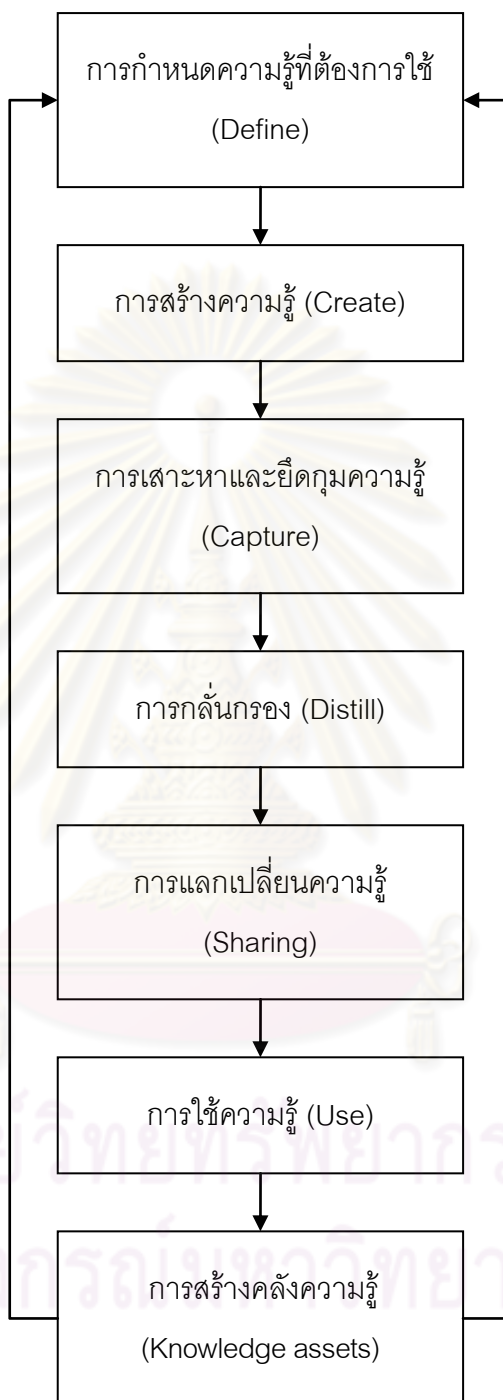 การกำหนดความรู้ที่ต้องการใช้
(Define)
การสร้างความรู้ (Create)
การเสาะหาและยึดกุมความรู้
(Capture)
การกลั่นกรอง (Distill)
การแลกเปลี่ยนความรู้
(Sharing)
การใช้ความรู้ (Use)
การสร้างคลังความรู้
(Knowledge assets)